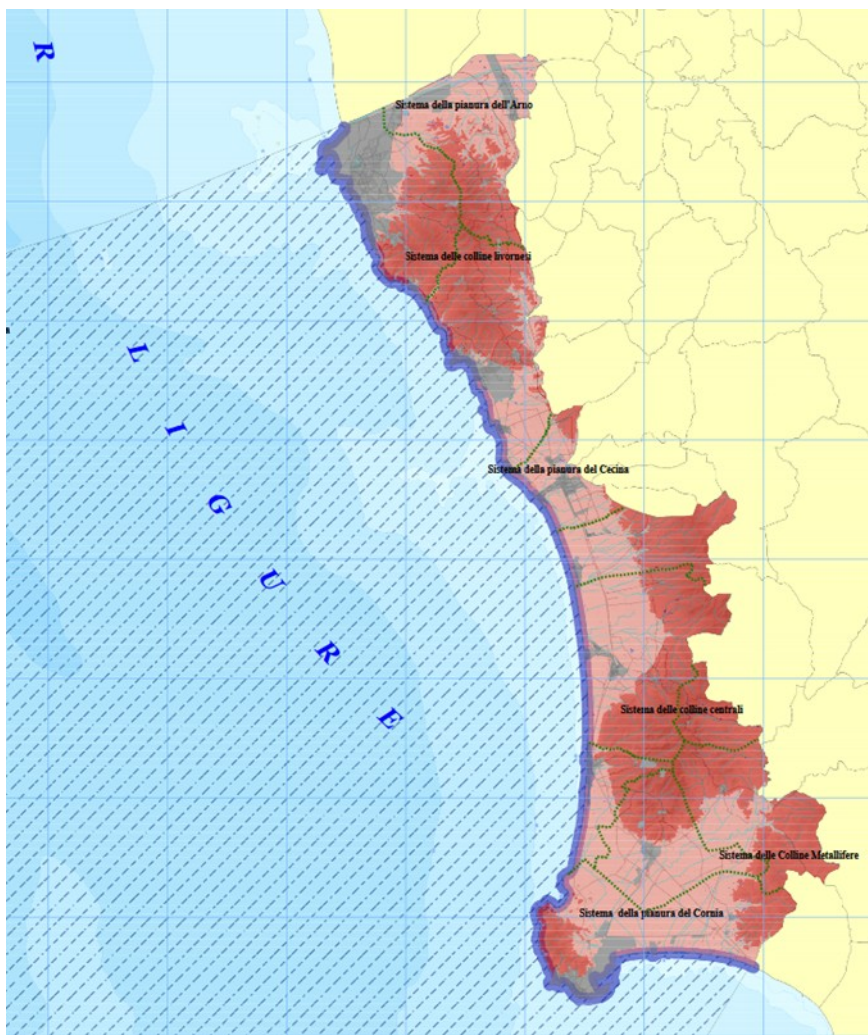 R
Sistema della pianura dell'Arno
Sistema delle colline livornesi
L
I
G
U
R
E
Sistema della pianura del Cecina
Sistema delle colline centrali
Sistema delle Colline Metallifere
Sistema della pianura del Cornia